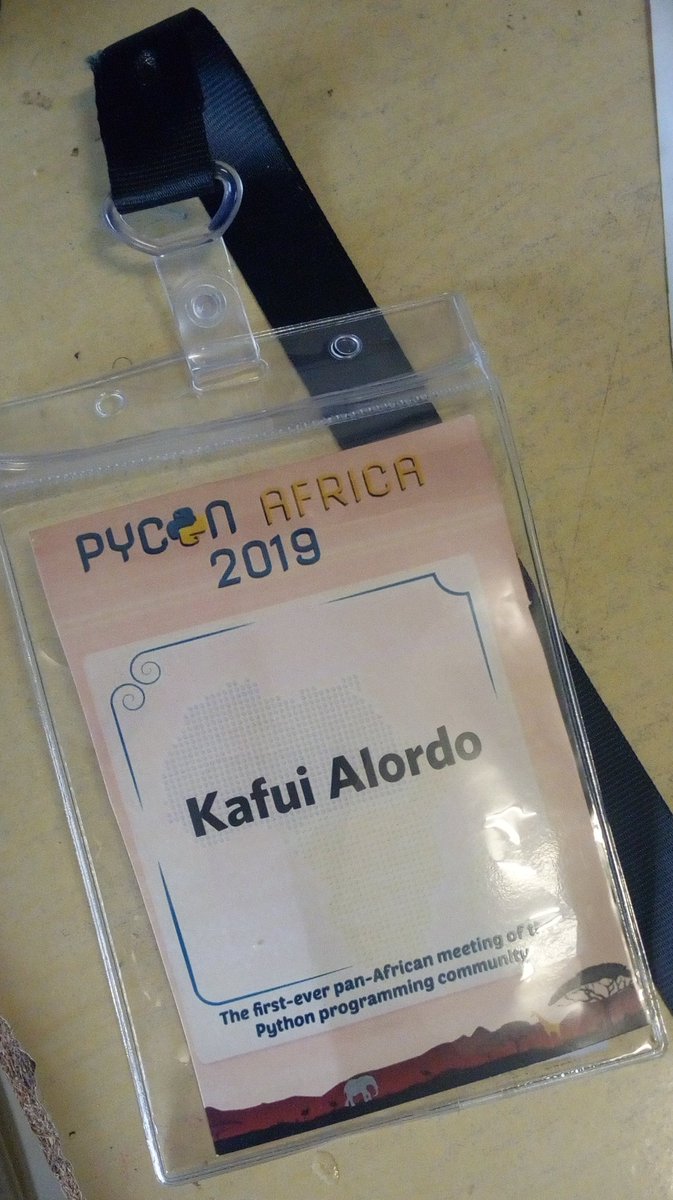 PYCON AFRICA
2019
Kafui Alordo
The first-ever pan-African meeting of
Python programming community